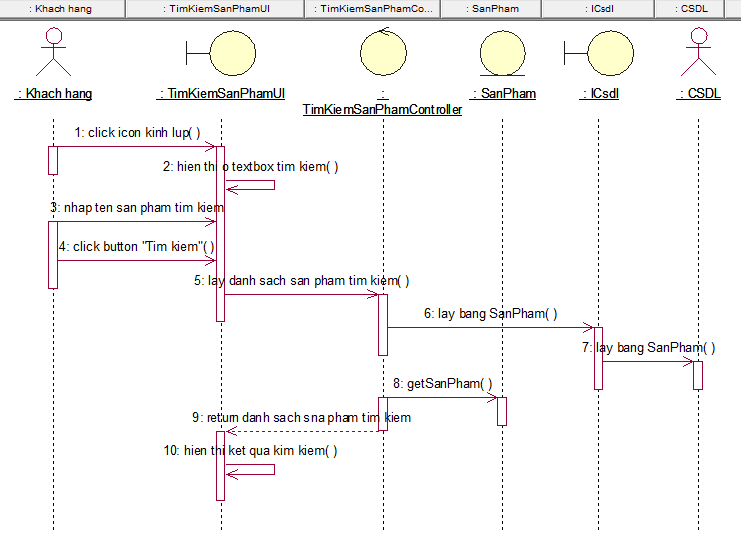 : Khach hang
: TimKiemSanPhamUI
: TimKiemSanPhamCo...
: SanPham
: ICsdl
: CSDL
: Khach hang
: TimKiemSanPhamUI
:
TimKiemSanPhamController
: SanPham
: ICsdl
: CSDL
1: click icon kinh lup( )
2: hien thi o textbox tim kiem( )
3: nhap ten san pham tim kiem
4: click button "Tim kiem"( )
5: lay danh sach san pham tim kiem( )
6: lay bang SanPham( )
7: lay bang SanPham( )
8: getSanPham( )
9: return danh sach sna pham tim kiem
10: hien thi ket qua kim kiem( )